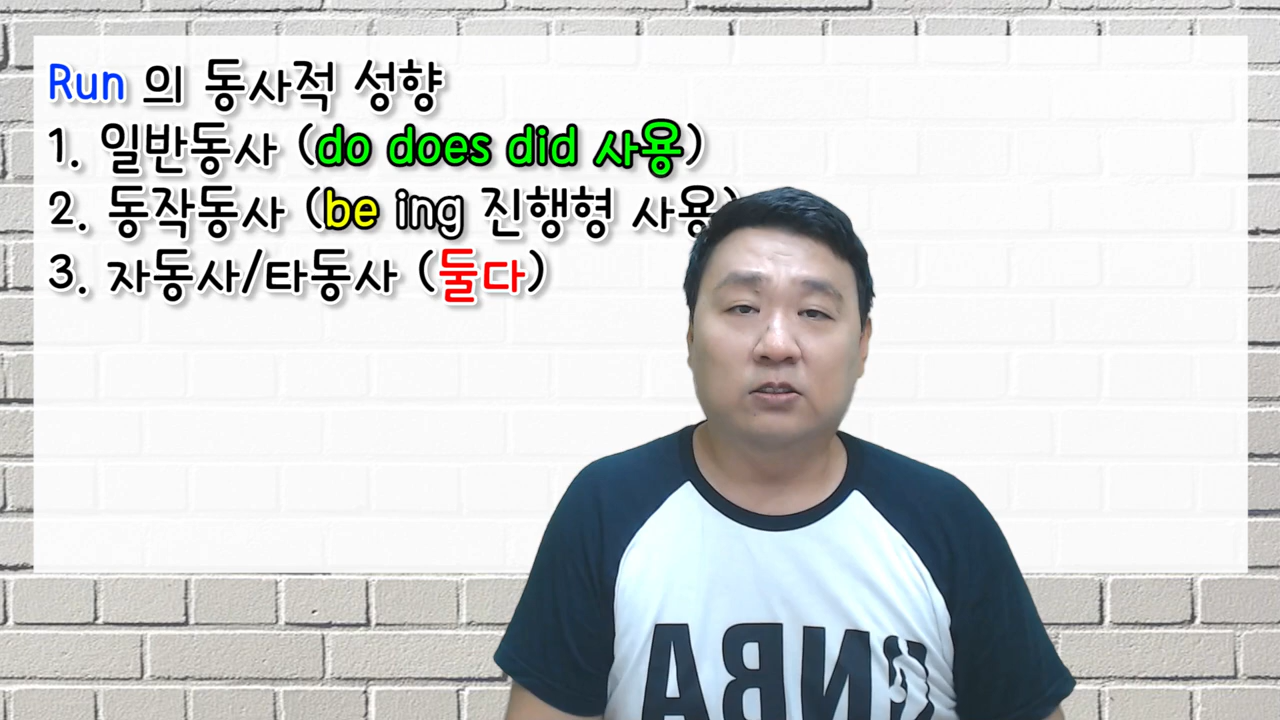 Run 의 동사적 성향
1. 일반동사 (do does did 사용)
2. 동작동사 (be ing 진행형 사용)
3. 자동사/타동사 (둘다)
NBA